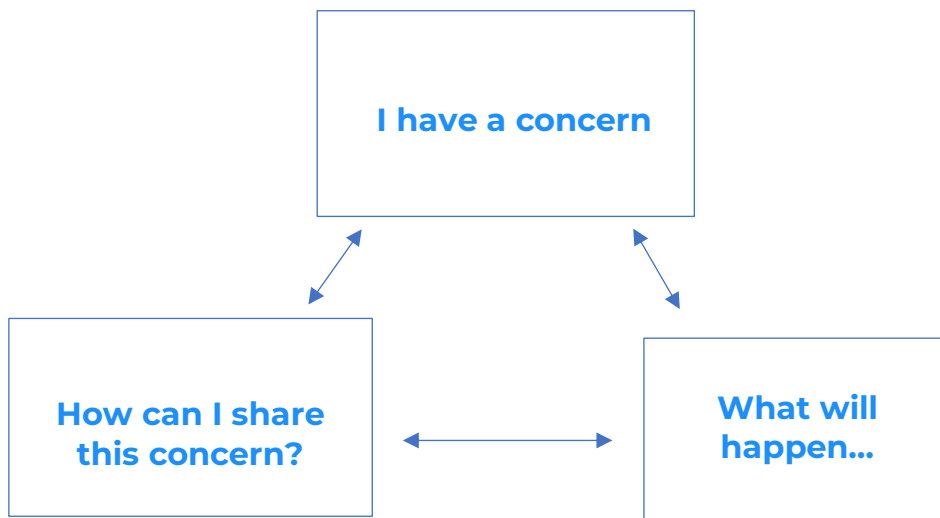 I have a concern
How can I share
this concern?
What will
happen...